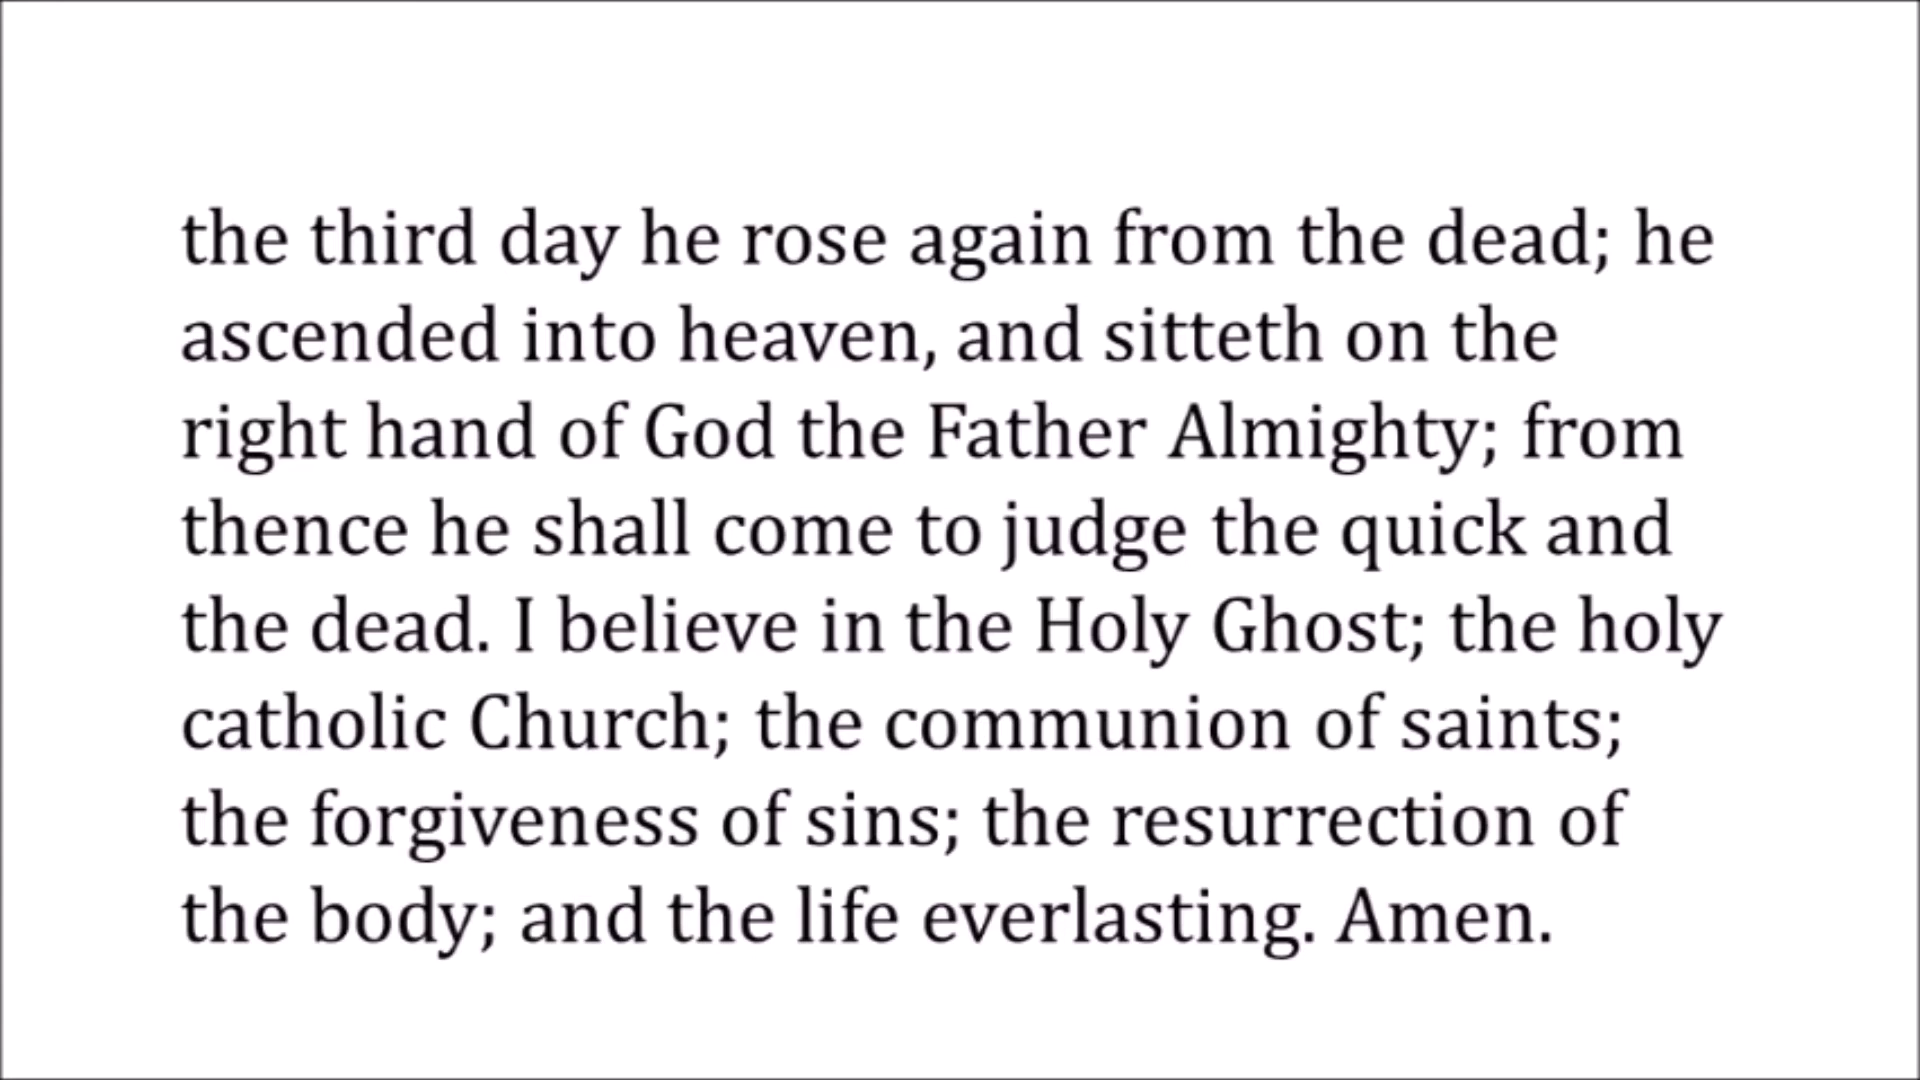 the third day he rose again from the dead; he
ascended into heaven, and sitteth on the
right hand of God the Father Almighty; from
thence he shall come to judge the quick and
the dead. I believe in the Holy Ghost; the holy
catholic Church; the communion of saints;
the forgiveness of sins; the resurrection of
the body; and the life everlasting. Amen.